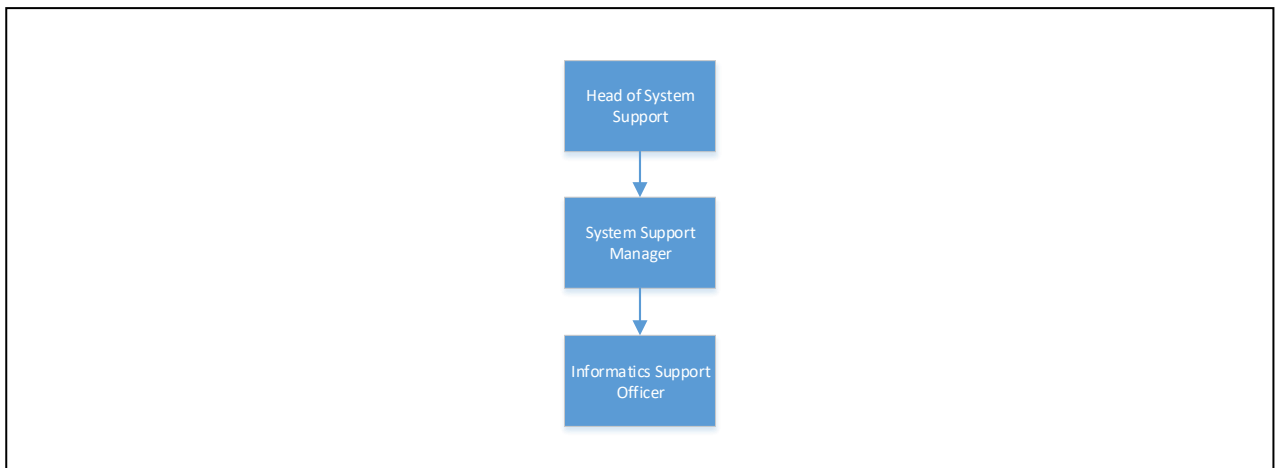 Head of System
Support
System Support
Manager
Informatics Support
Officer